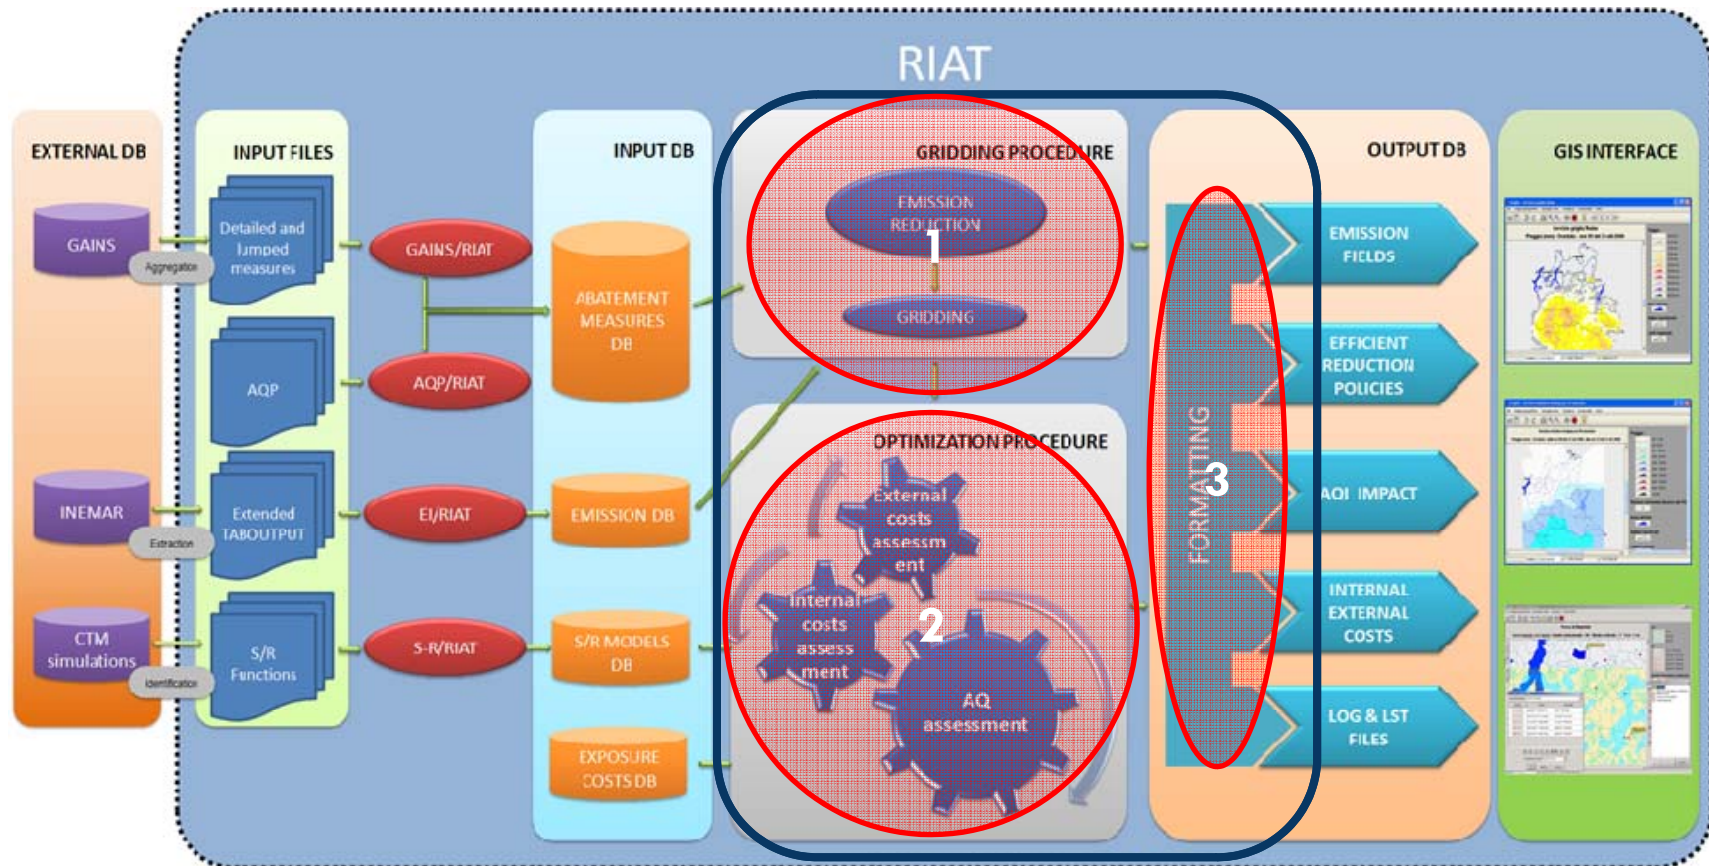 RIAT
EXTERNAL DB
GAINS
Aggregation
INEMAR
Extraction
CTM
simulations
Identification
INPUT FILES
Detailed and
lumped
measures
AQP
Extended
TABOUTPUT
S/R
Functions
GAINS/RIAT
AQP/RIAT
EI/RIAT
S-R/RIAT
INPUT DB
ABATEMENT
MEASURES
DB
EMISSION DB
S/R MODELS
DB
EXPOSURE
COSTS DB
GRIDDING PROCEDURE
EMISSION
REDUCTION
1
GRIDDING
OPTIMIZATION PROCEDURE
External
costs
assessm
ent
Internal
costs
assess
ment
2
AQ
assessment
OUTPUT DB
FORMATTING
3
EMISSION
FIELDS
EFFICIENT
REDUCTION
POLICIES
AQI IMPACT
INTERNAL
EXTERNAL
COSTS
LOG & LST
FILES
GIS INTERFACE